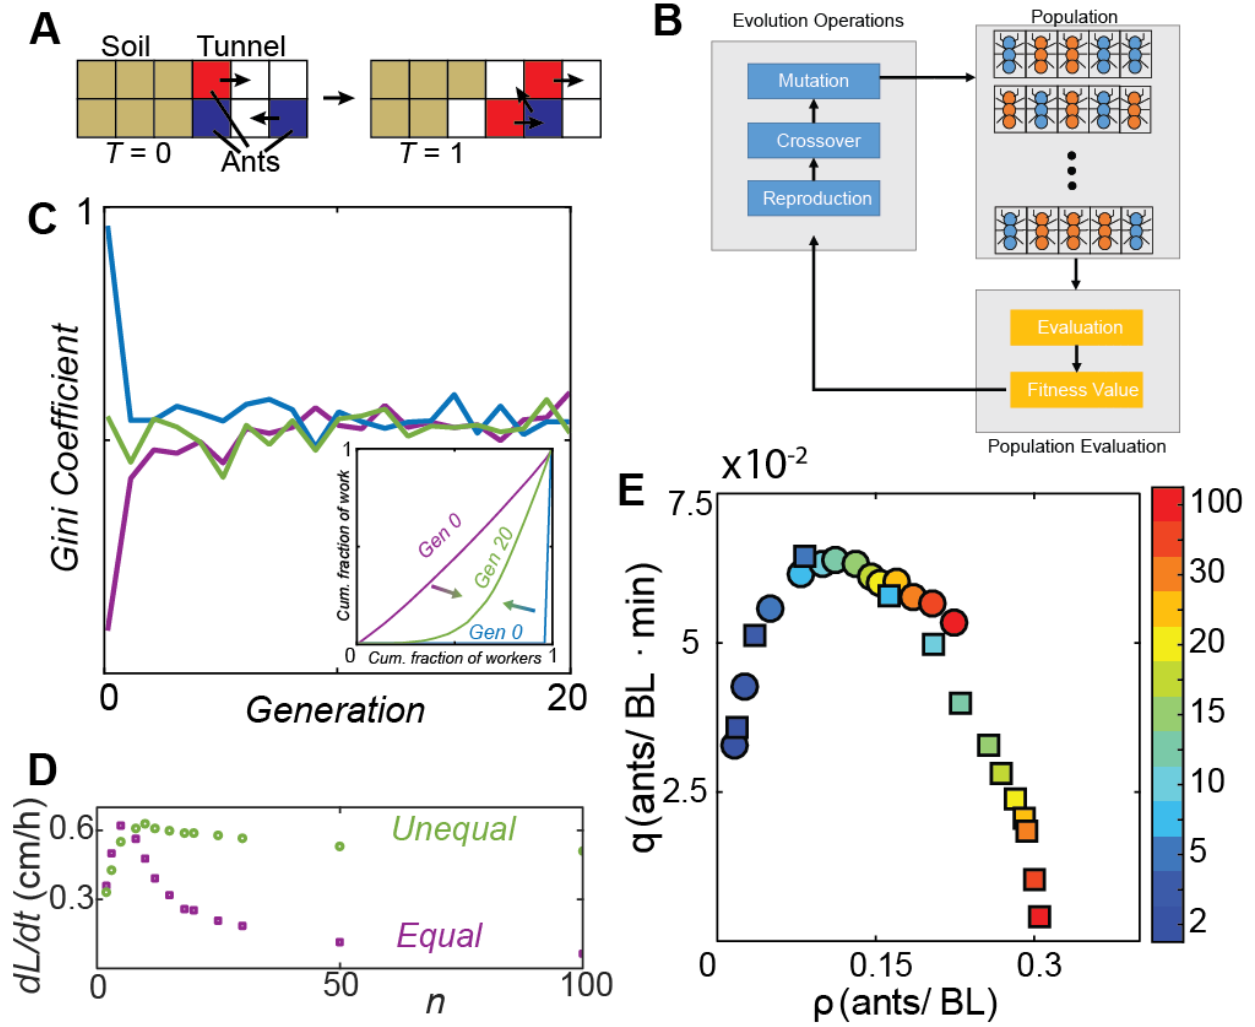 A
Soil
Tunnel
T = 0
T = 1
Ants
B
Evolution Operations
Mutation
Crossover
Reproduction
Population
Evaluation
Fitness Value
Population Evaluation
C
1
Gini Coefficient
0
20
Generation
1
Cum. fraction of work
Gen 0
Gen 20
Gen 0
0
Cum. fraction of workers
1
D
dL/dt (cm/h)
0.6
0.3
Unequal
Equal
0
50
100
n
E
x10-2
7.5
5
2.5
q(ants/ BL · min)
0
0.15
0.3
ρ(ants/ BL)
100
30
20
15
10
5
2